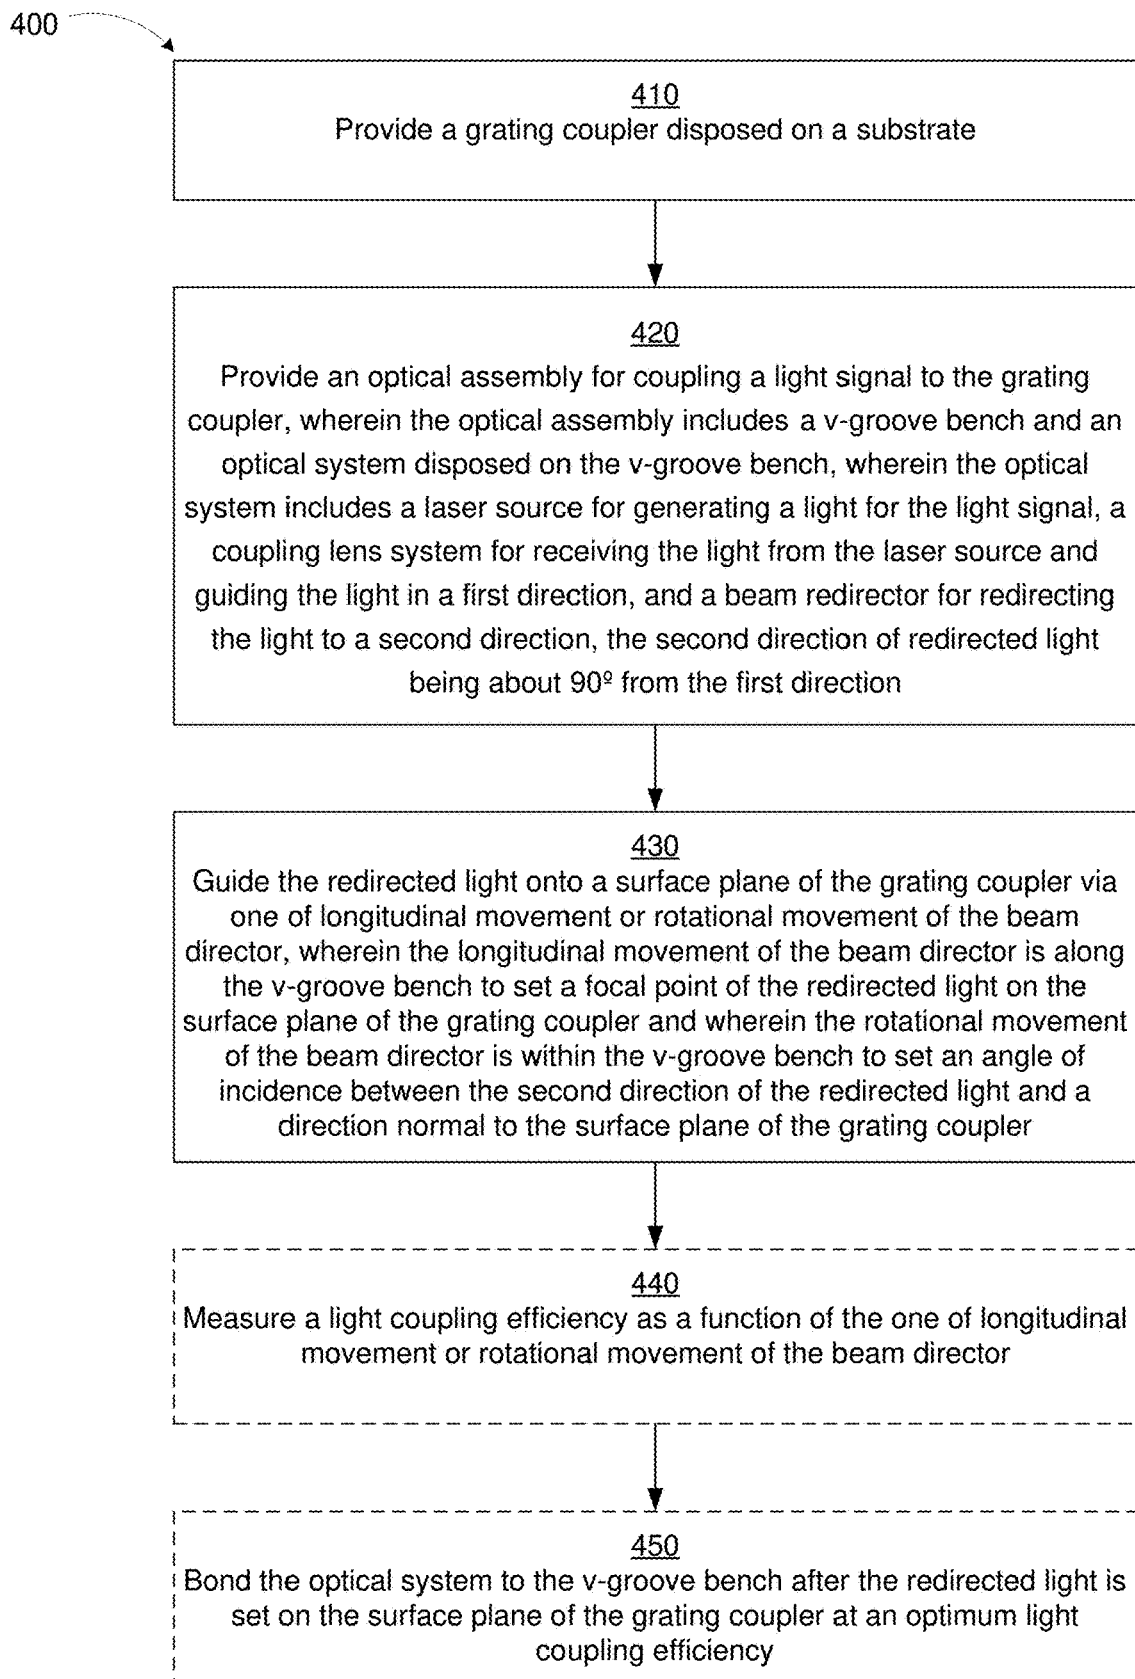 400
410
Provide a grating coupler disposed on a substrate
420
Provide an optical assembly for coupling a light signal to the grating
coupler, wherein the optical assembly includes a v-groove bench and an
optical system disposed on the v-groove bench, wherein the optical
system includes a laser source for generating a light for the light signal, a
coupling lens system for receiving the light from the laser source and
guiding the light in a first direction, and a beam redirector for redirecting
the light to a second direction, the second direction of redirected light
being about 90º from the first direction
430
Guide the redirected light onto a surface plane of the grating coupler via
one of longitudinal movement or rotational movement of the beam
director, wherein the longitudinal movement of the beam director is along
the v-groove bench to set a focal point of the redirected light on the
surface plane of the grating coupler and wherein the rotational movement
of the beam director is within the v-groove bench to set an angle of
incidence between the second direction of the redirected light and a
direction normal to the surface plane of the grating coupler
440
Measure a light coupling efficiency as a function of the one of longitudinal
movement or rotational movement of the beam director
450
Bond the optical system to the v-groove bench after the redirected light is
set on the surface plane of the grating coupler at an optimum light
coupling efficiency